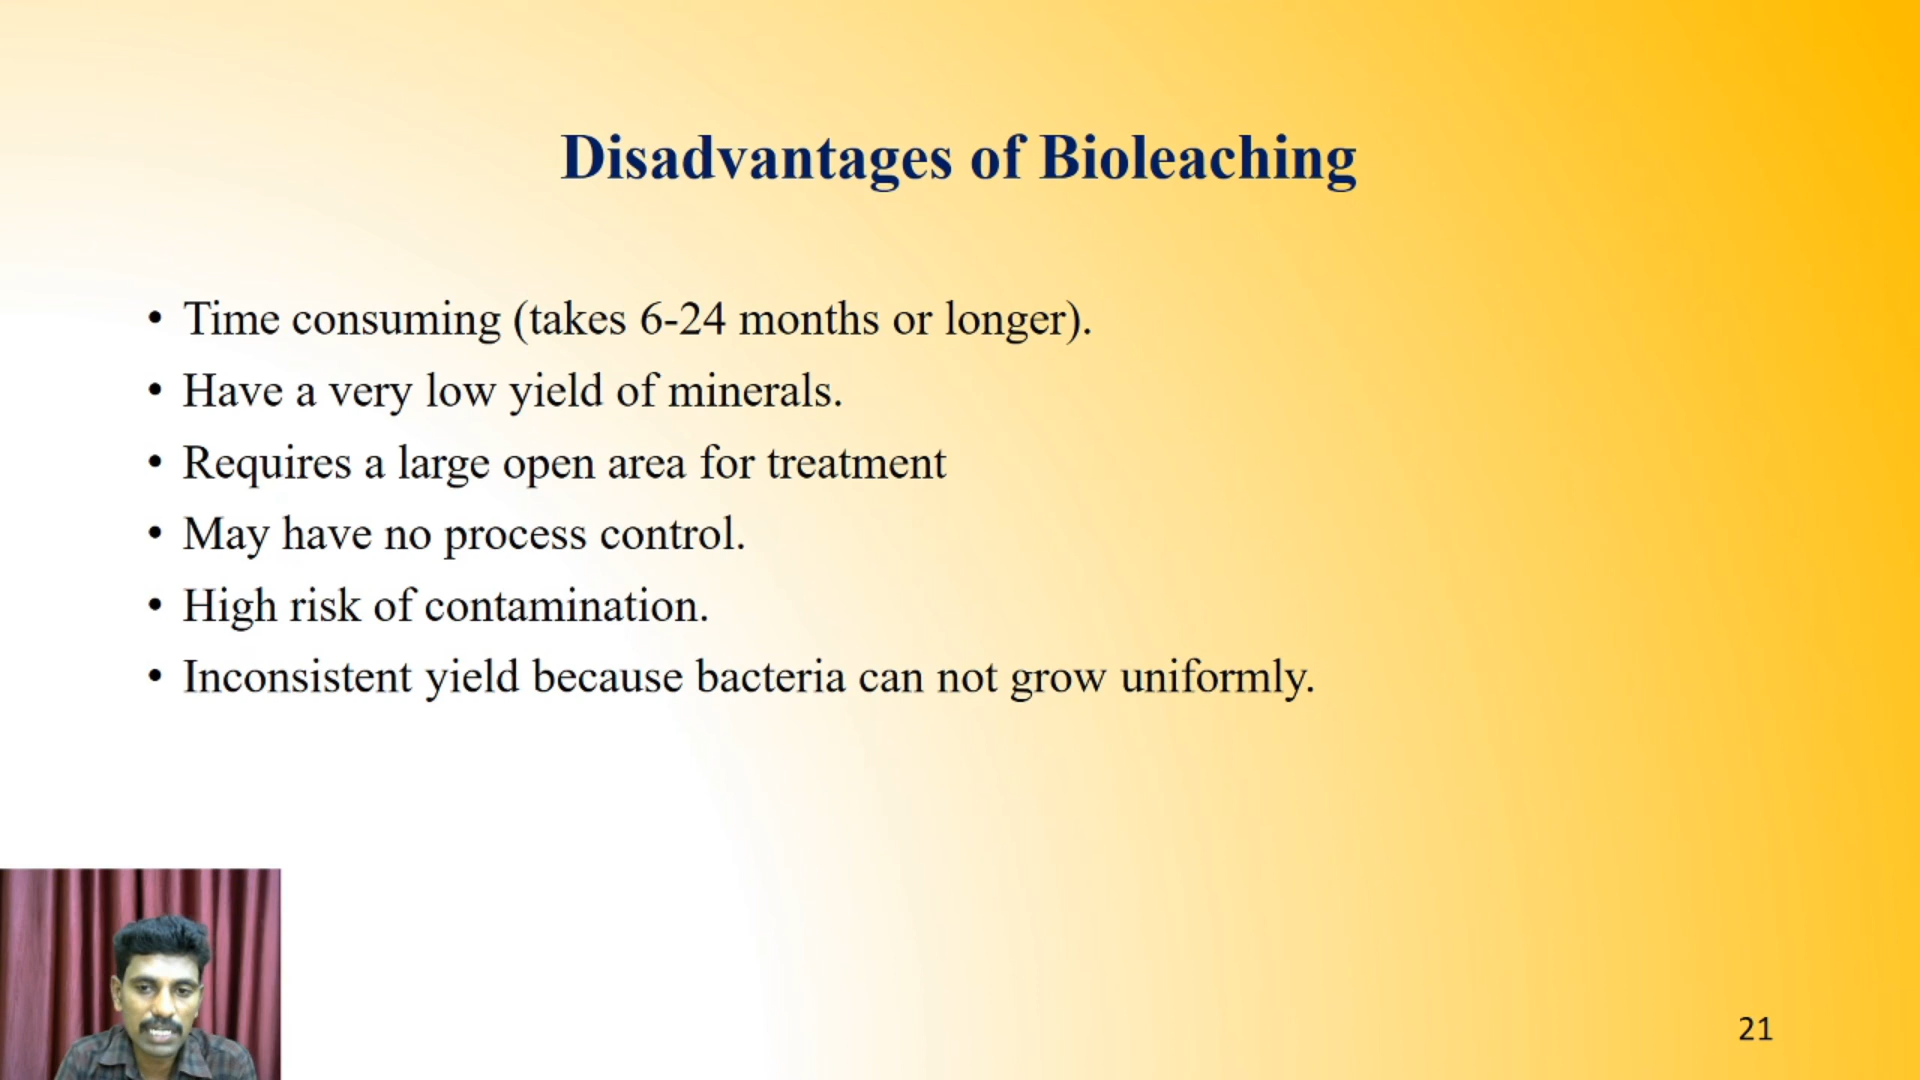 Disadvantages of Bioleaching
• Time consuming (takes 6-24 months or longer).
• Have a very low yield of minerals.
• Requires a large open area for treatment
• May have no process control.
• High risk of contamination.
• Inconsistent yield because bacteria can not grow uniformly.
21